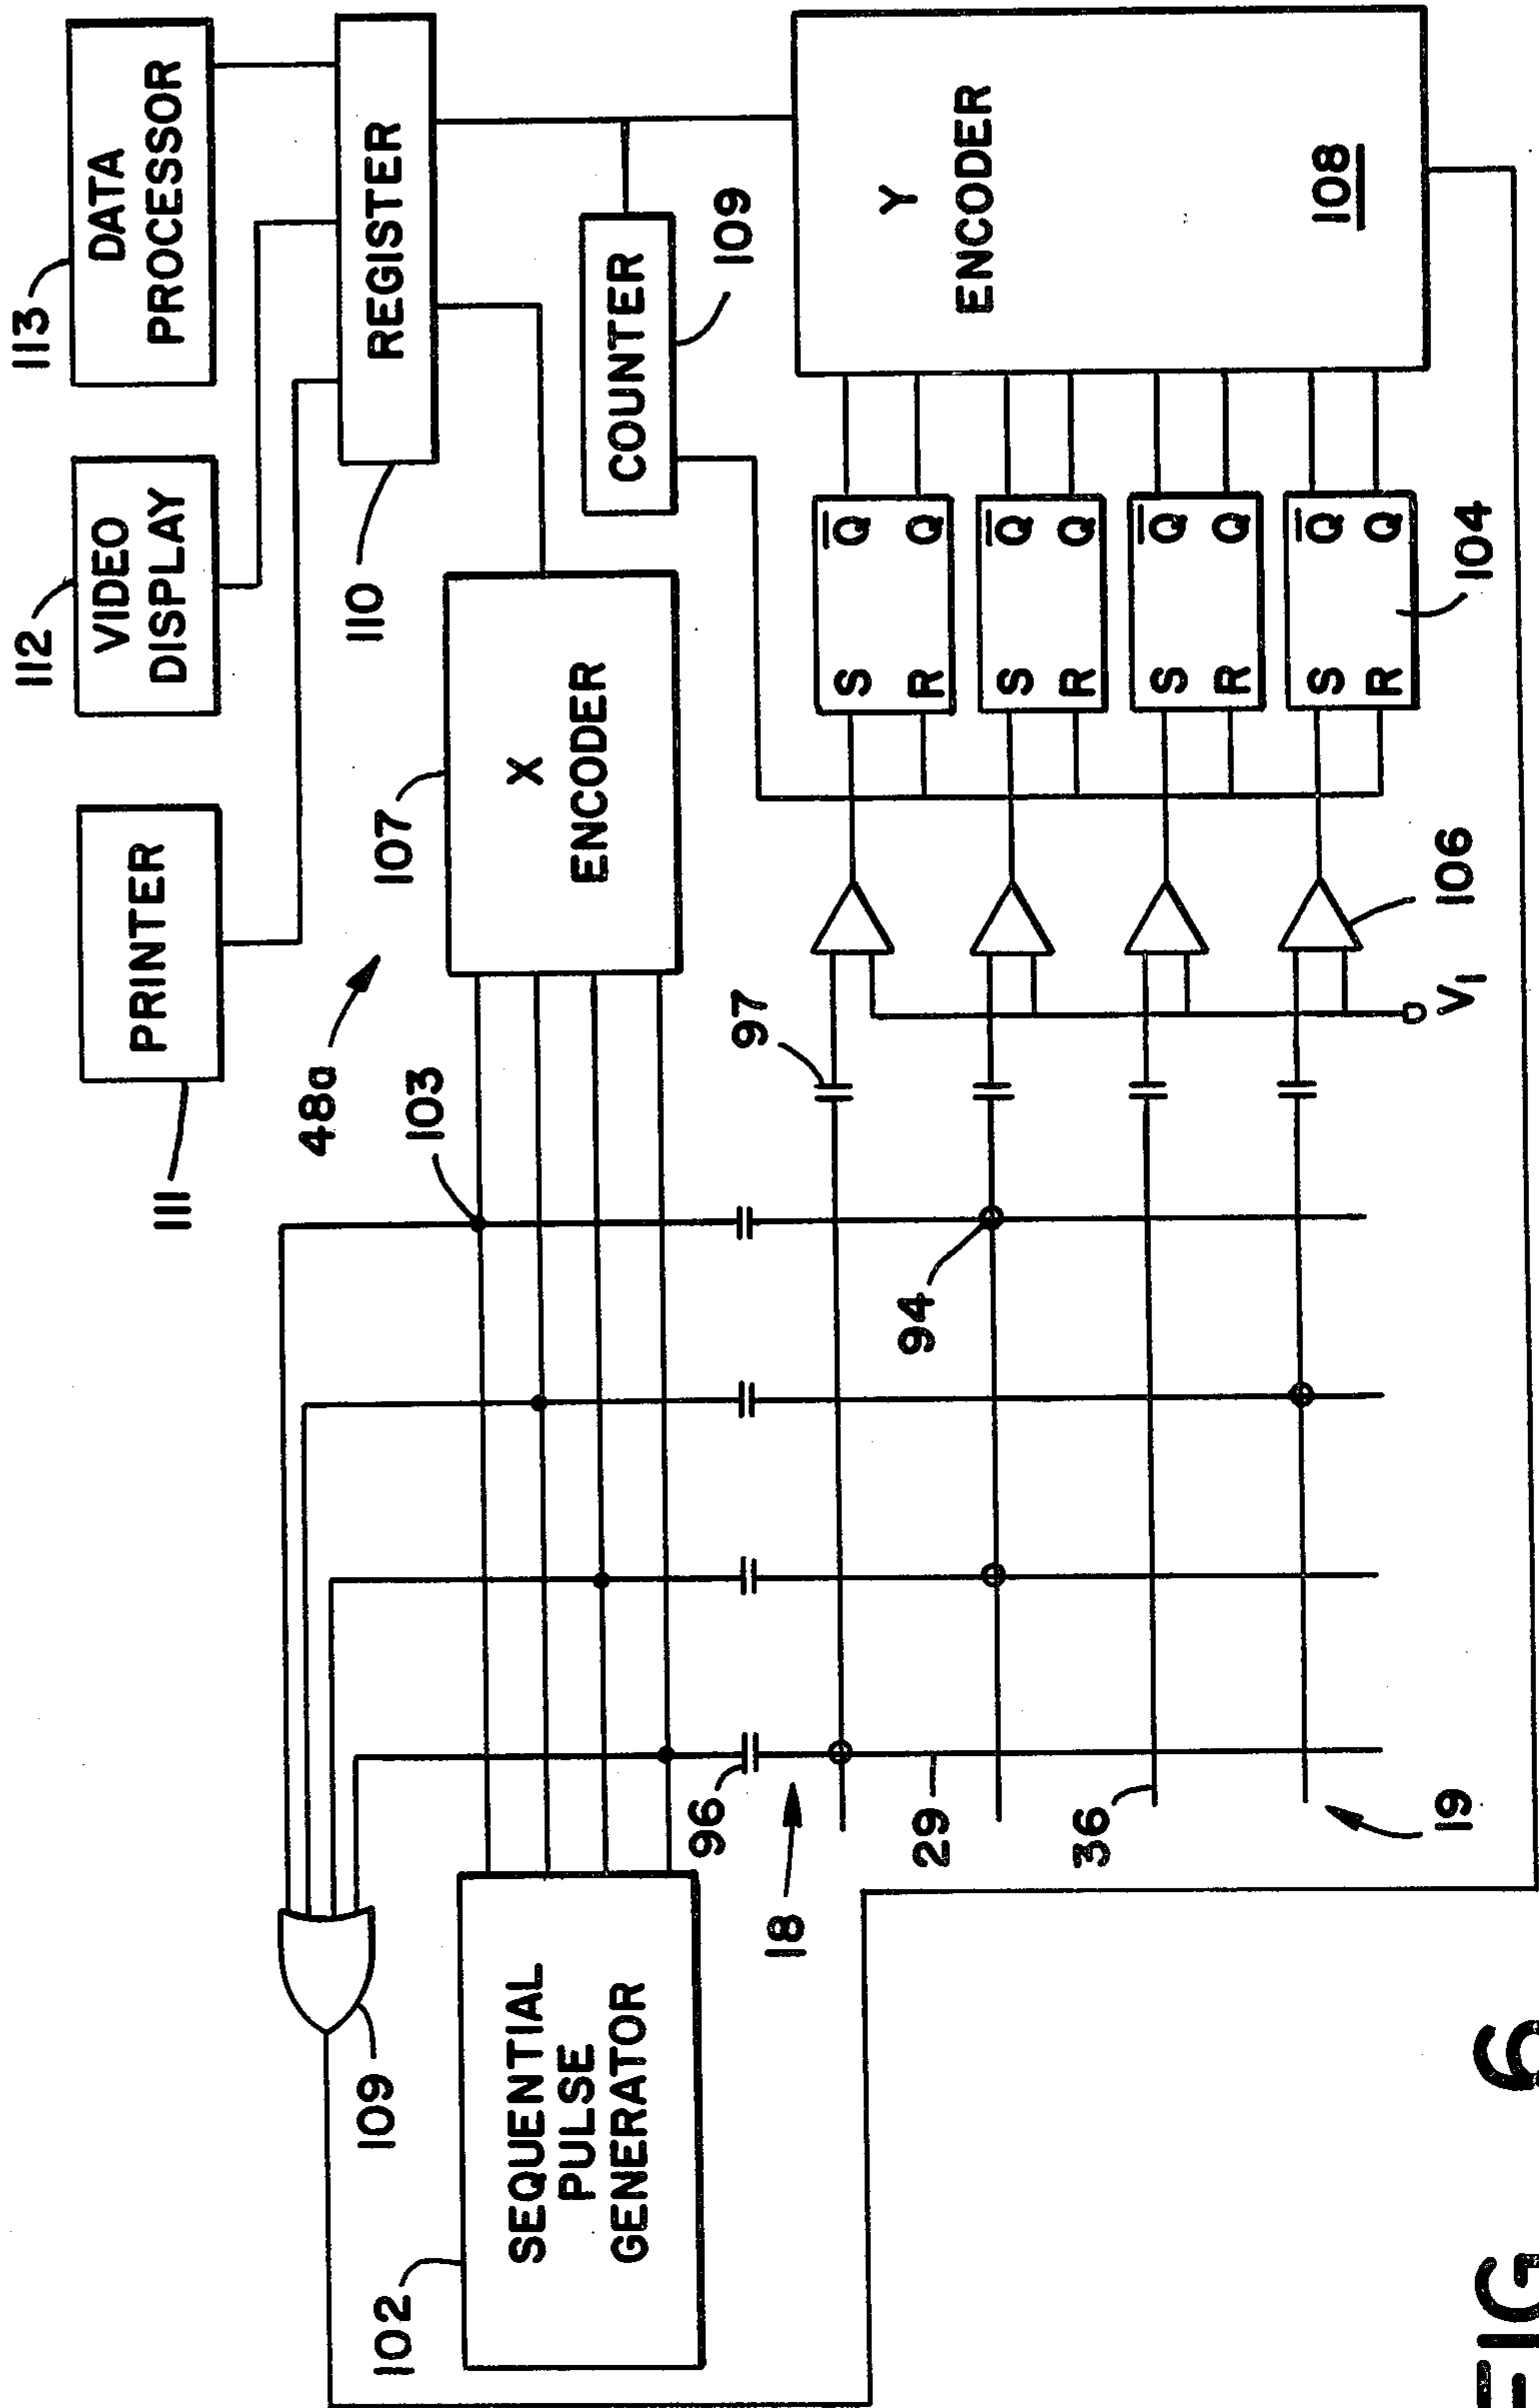 PRINTER
111
VIDEO
DISPLAY
112
DATA
PROCESSOR
113
REGISTER
110
48a
X
ENCODER
107
103
COUNTER
109
109
SEQUENTIAL
PULSE
GENERATOR
102
96
18
29
36
19
94
97
106
V1
S Q̅
R Q
S Q̅
R Q
S Q̅
R Q
S Q̅
R Q
104
Y
ENCODER
108
FIG 6